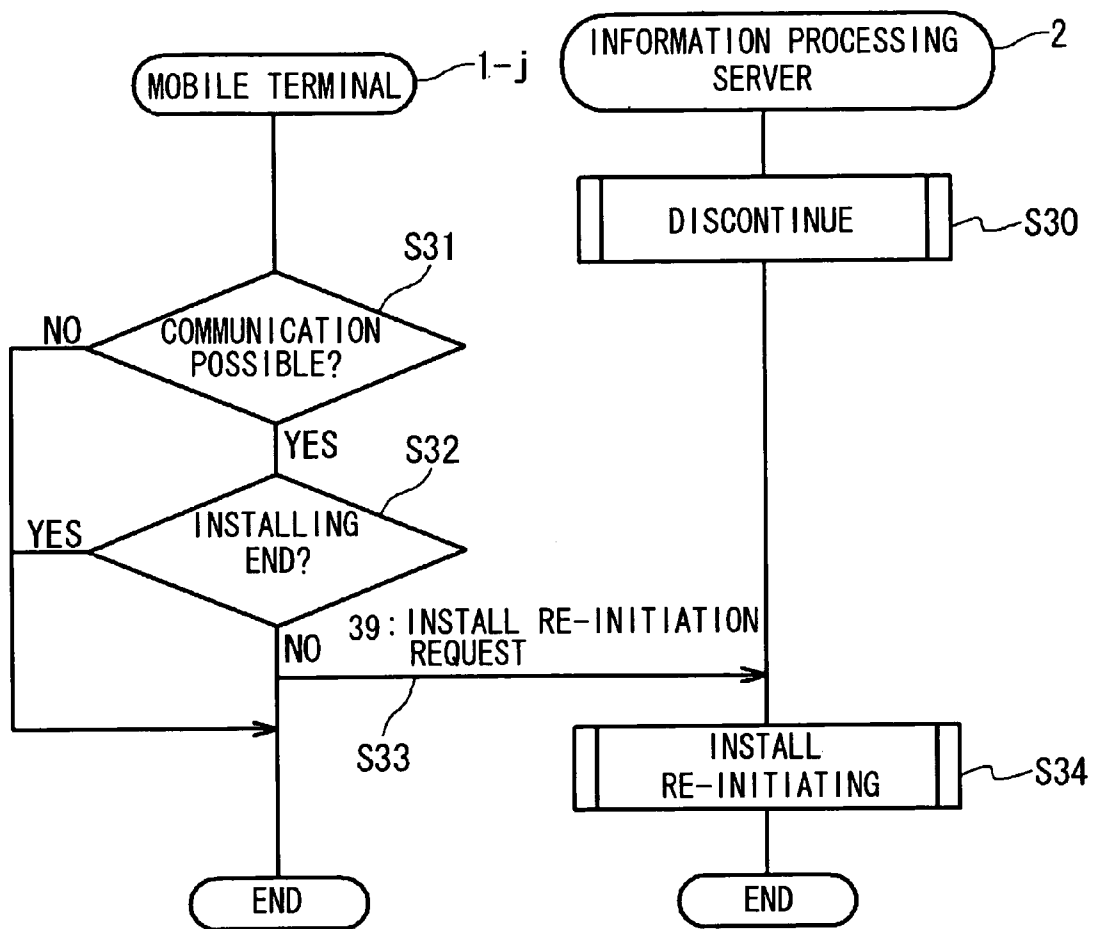 INFORMATION PROCESSING
SERVER
2
MOBILE TERMINAL
1-j
DISCONTINUE
S30
S31
NO
COMMUNICATION
POSSIBLE?
YES
S32
YES
INSTALLING
END?
NO
39:INSTALL RE-INITIATION
REQUEST
S33
INSTALL
RE-INITIATING
S34
END
END